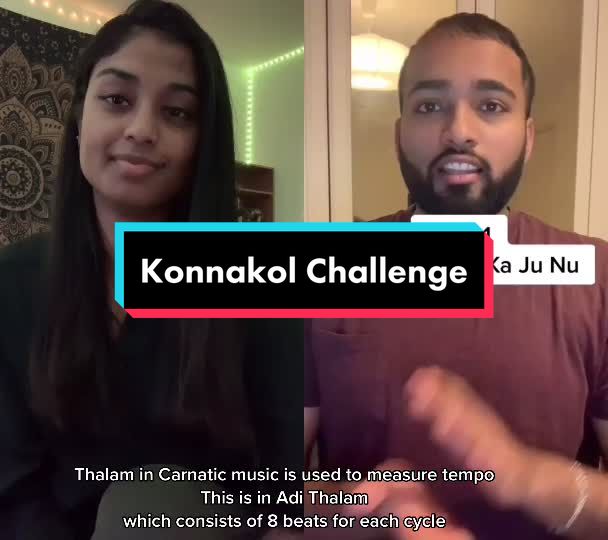 Konnakol Challenge
Ka Ju Nu
Thalam in Carnatic music is used to measure tempo
This is in Adi Thalam
which consists of 8 beats for each cycle